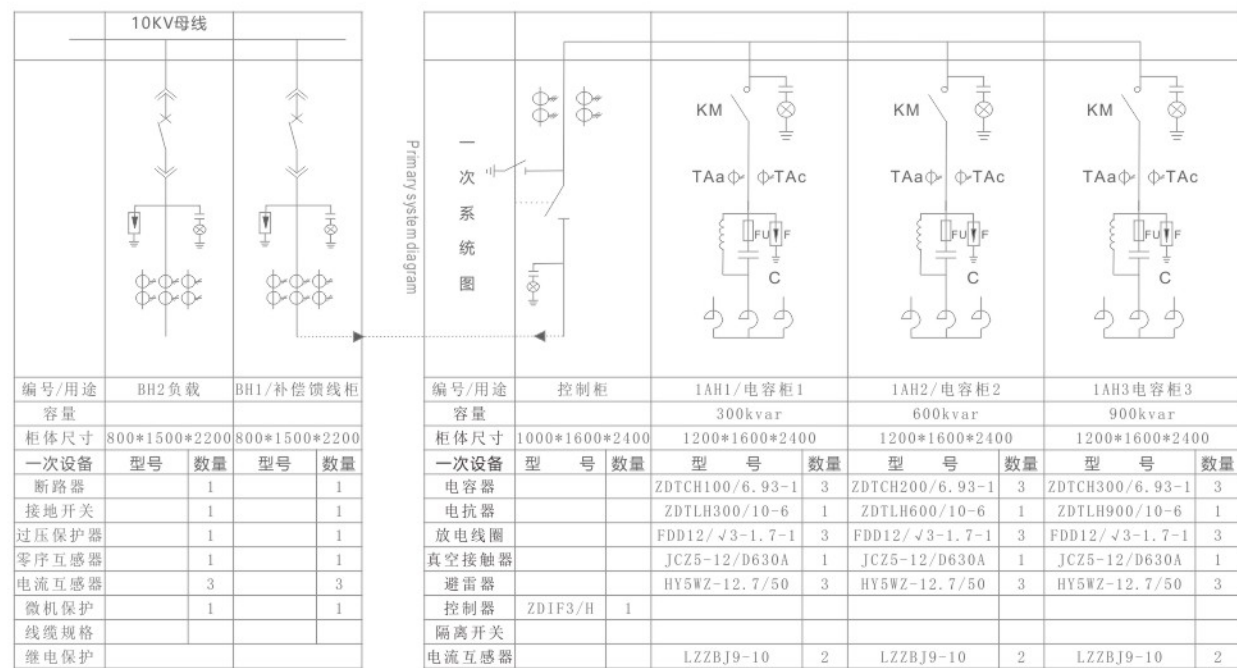 10KV母线
Primary system diagram
一次系统图
KM
KM
KM
TAa TAc
TAa TAc
TAa TAc
FU F
FU F
FU F
C
C
C
编号/用途 BH2负载 BH1/补偿馈线柜
容量
柜体尺寸 800*1500*2200 800*1500*2200
一次设备 型号 数量 型号 数量
断路器 1 1
接地开关 1 1
过压保护器 1 1
零序互感器 1 1
电流互感器 3 3
微机保护 1 1
线缆规格
继电保护
编号/用途 控制柜 1AH1/电容柜1 1AH2/电容柜2 1AH3电容柜3
容量 300kvar 600kvar 900kvar
柜体尺寸 1000*1600*2400 1200*1600*2400 1200*1600*2400 1200*1600*2400
一次设备 型 号 数量 型 号 数量 型 号 数量 型 号 数量
电容器 ZDTCH100/6.93-1 3 ZDTCH200/6.93-1 3 ZDTCH300/6.93-1 3
电抗器 ZDTLH300/10-6 1 ZDTLH600/10-6 1 ZDTLH900/10-6 1
放电线圈 FDD12/√3-1.7-1 3 FDD12/√3-1.7-1 3 FDD12/√3-1.7-1 3
真空接触器 JCZ5-12/D630A 1 JCZ5-12/D630A 1 JCZ5-12/D630A 1
避雷器 HY5WZ-12.7/50 3 HY5WZ-12.7/50 3 HY5WZ-12.7/50 3
控制器 ZDIF3/H 1
隔离开关
电流互感器 LZZBJ9-10 2 LZZBJ9-10 2 LZZBJ9-10 2